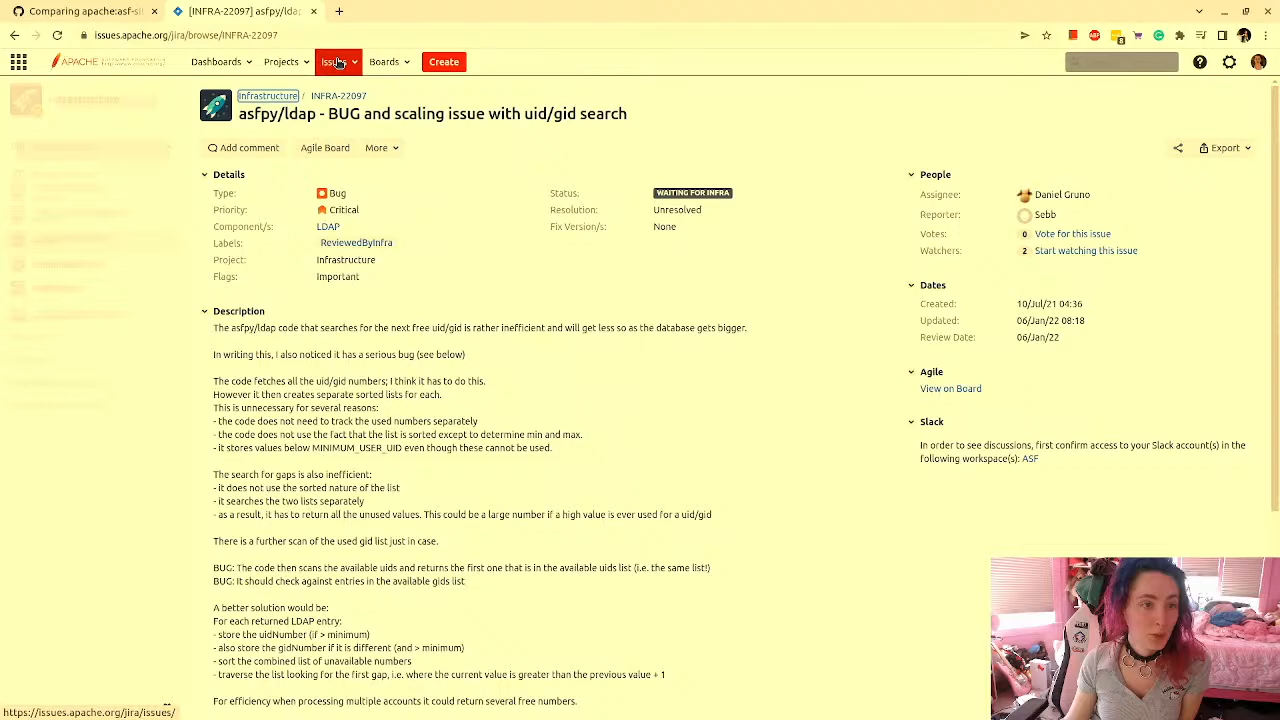 Comparing apache:asf-si
[INFRA-22097] asfpy/lda
issues.apache.org/jira/browse/INFRA-22097
8
APACHE
Dashboards Projects Issues Boards Create
Infrastructure / INFRA-22097
asfpy/ldap - BUG and scaling issue with uid/gid search
Add comment Agile Board More Export
Details
Type: Bug Status: WAITING FOR INFRA
Priority: Critical Resolution: Unresolved
Component/s: LDAP Fix Version/s: None
Labels: ReviewedByInfra
Project: Infrastructure
Flags: Important
Description
The asfpy/ldap code that searches for the next free uid/gid is rather inefficient and will get less so as the database gets bigger.
In writing this, I also noticed it has a serious bug (see below)
The code fetches all the uid/gid numbers; I think it has to do this.
However it then creates separate sorted lists for each.
This is unnecessary for several reasons:
- the code does not need to track the used numbers separately
- the code does not use the fact that the list is sorted except to determine min and max.
- it stores values below MINIMUM_USER_UID even though these cannot be used.
The search for gaps is also inefficient:
- it does not use the sorted nature of the list
- it searches the two lists separately
- as a result, it has to return all the unused values. This could be a large number if a high value is ever used for a uid/gid
There is a further scan of the used gid list just in case.
BUG: The code then scans the available uids and returns the first one that is in the available uids list (i.e. the same list!)
BUG: It should check against entries in the available gids list
A better solution would be:
For each returned LDAP entry:
- store the uidNumber (if > minimum)
- also store the gidNumber if it is different (and > minimum)
- sort the combined list of unavailable numbers
- traverse the list looking for the first gap, i.e. where the current value is greater than the previous value + 1
For efficiency when processing multiple accounts it could return several free numbers.
People
Assignee: Daniel Gruno
Reporter: Sebb
Votes: 0 Vote for this issue
Watchers: 2 Start watching this issue
Dates
Created: 10/Jul/21 04:36
Updated: 06/Jan/22 08:18
Review Date: 06/Jan/22
Agile
View on Board
Slack
In order to see discussions, first confirm access to your Slack account(s) in the
following workspace(s): ASF
https://issues.apache.org/jira/issues/